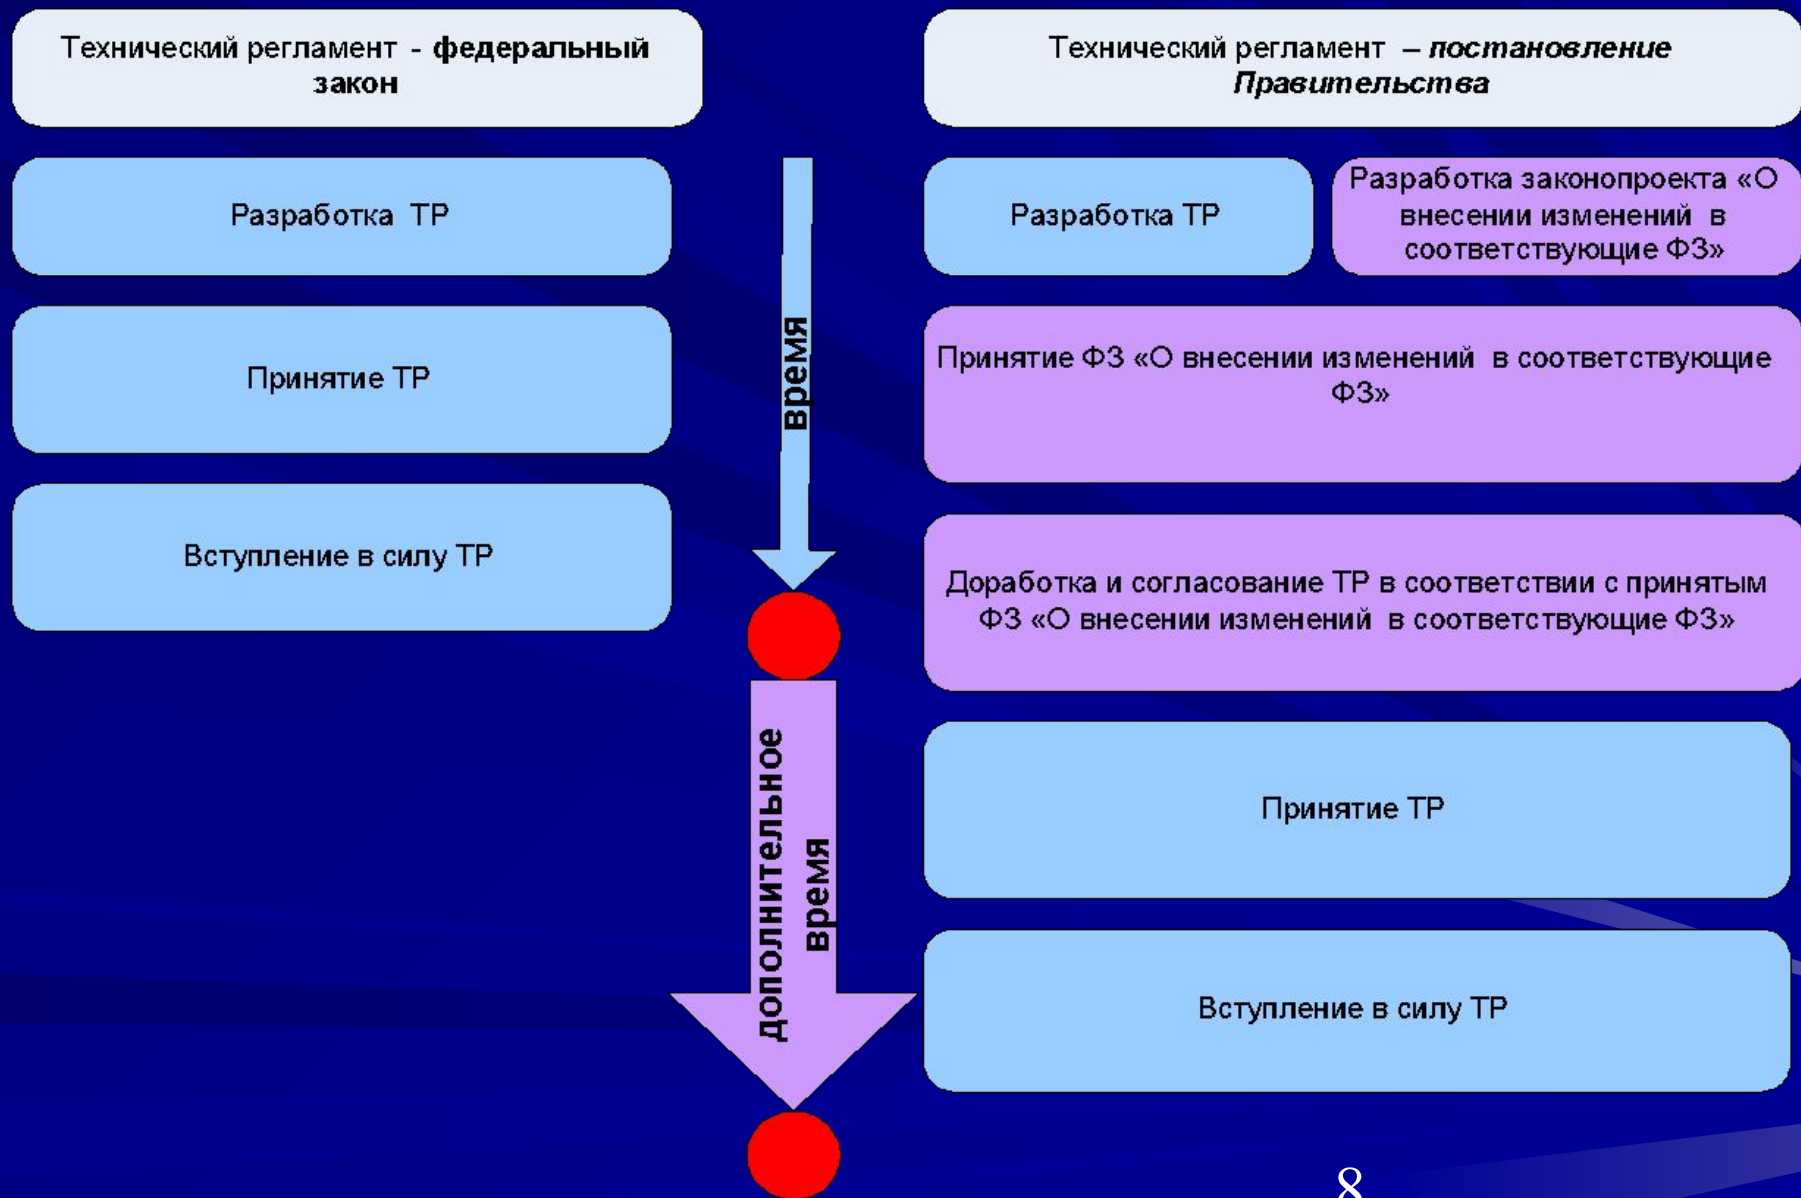 Технический регламент - федеральный
закон
Разработка ТР
Принятие ТР
Вступление в силу ТР
время
дополнительное
время
Технический регламент – постановление
Правительства
Разработка ТР
Разработка законопроекта «О
внесении изменений в
соответствующие ФЗ»
Принятие ФЗ «О внесении изменений в соответствующие
ФЗ»
Доработка и согласование ТР в соответствии с принятым
ФЗ «О внесении изменений в соответствующие ФЗ»
Принятие ТР
Вступление в силу ТР
8